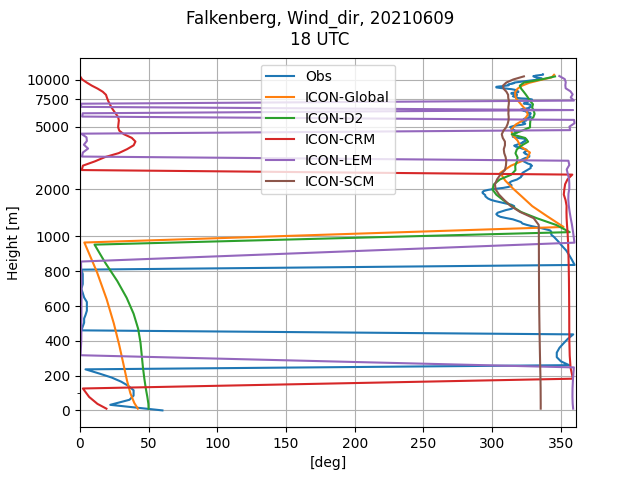 Falkenberg, Wind_dir, 20210609
18 UTC
Obs
ICON-Global
ICON-D2
ICON-CRM
ICON-LEM
ICON-SCM
Height [m]
10000
7500
5000
2000
1000
800
600
400
200
0
0 50 100 150 200 250 300 350
[deg]